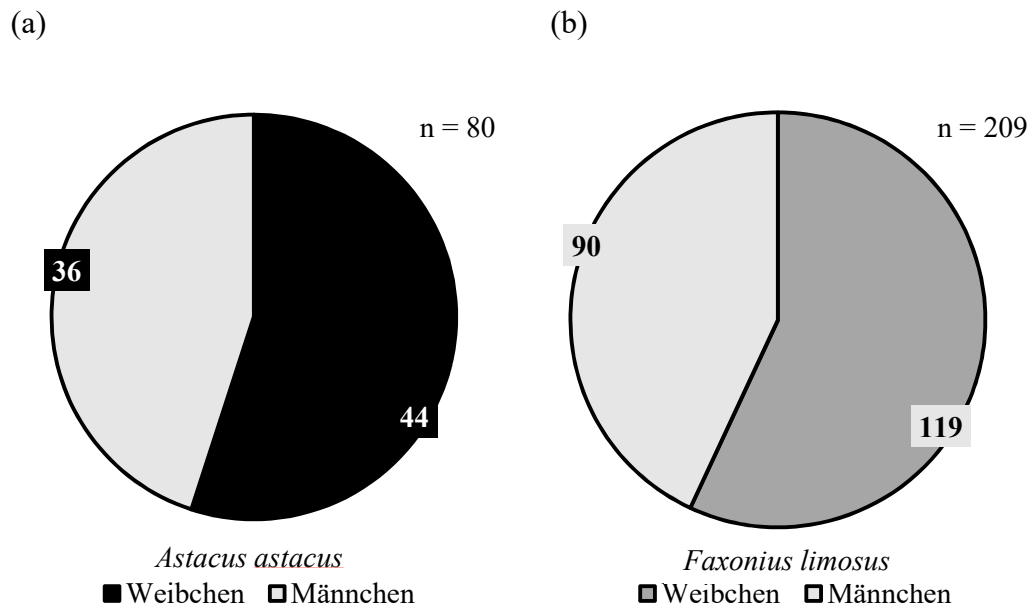 (a)
(b)
n = 80
n = 209
36
90
44
119
Astacus astacus
Faxonius limosus
Weibchen Männchen
Weibchen Männchen